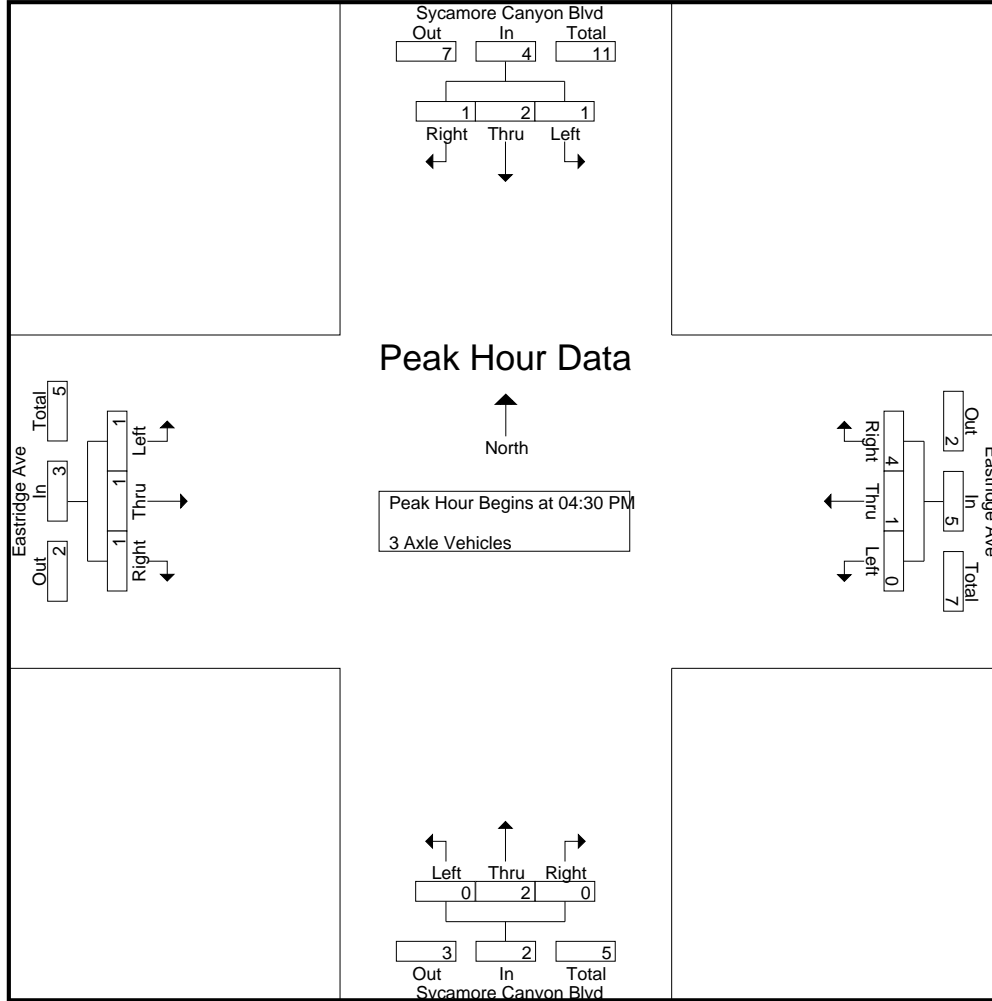 Sycamore Canyon Blvd
Out In Total
7 4 11
1 2 1
Right Thru Left
Peak Hour Data
North
Peak Hour Begins at 04:30 PM
3 Axle Vehicles
Eastridge Ave
Out In Total
2 3 5
1 1 1
Right Thru Left
Eastridge Ave
Out In Total
2 5 7
4 1 0
Right Thru Left
Left Thru Right
0 2 0
3 2 5
Out In Total
Sycamore Canyon Blvd